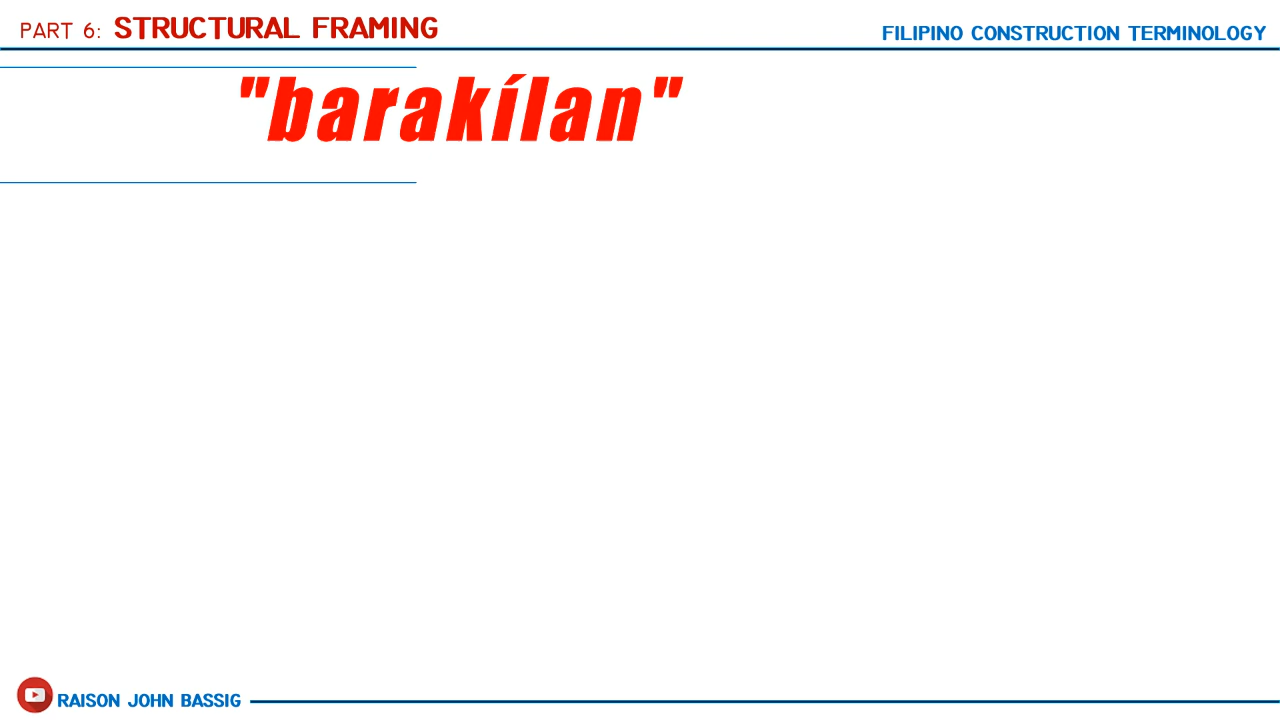 PART 6: STRUCTURAL FRAMING
FILIPINO CONSTRUCTION TERMINOLOGY
"barakílan"
RAISON JOHN BASSIG